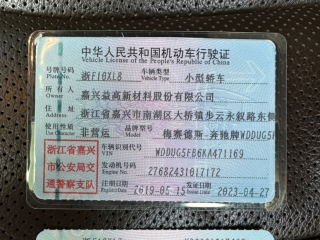 中华人民共和国机动车行驶证
Vehicle License of the People's Republic of China
号牌号码 浙F10XL8 车辆类型 小型轿车
Plate No. Vehicle Type
所有人 嘉兴益高新材料股份有限公司
Owner
住址 浙江省嘉兴市南湖区大桥镇步云永叙路东侧
Address
使用性质 非营运 品牌型号 梅赛德斯-奔驰牌WDDUG5F
Use Character Model
浙江省嘉兴 车辆识别代号 WDDUG5FB6KA471169
市公安局交 VIN
通警察支队 发动机号码 27682431017172
Engine No.
注册日期 2019-05-15 发证日期 2023-04-27